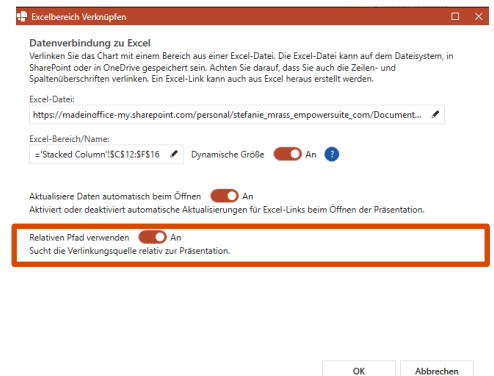 Excelbereich Verknüpfen
Datenverbindung zu Excel
Verlinken Sie das Chart mit einem Bereich aus einer Excel-Datei. Die Excel-Datei kann auf dem Dateisystem, in
SharePoint oder in OneDrive gespeichert sein. Achten Sie darauf, dass Sie auch die Zeilen- und
Spaltenüberschriften verlinken. Ein Excel-Link kann auch aus Excel heraus erstellt werden.
Excel-Datei:
https://madeinoffice-my.sharepoint.com/personal/stefanie_mrass_empowersuite_com/Document...
Excel-Bereich/Name:
='Stacked Column'!$C$12:$F$16 Dynamische Größe An ?
Aktualisiere Daten automatisch beim Öffnen An
Aktiviert oder deaktiviert automatische Aktualisierungen für Excel-Links beim Öffnen der Präsentation.
Relativen Pfad verwenden An
Sucht die Verlinkungsquelle relativ zur Präsentation.
OK Abbrechen